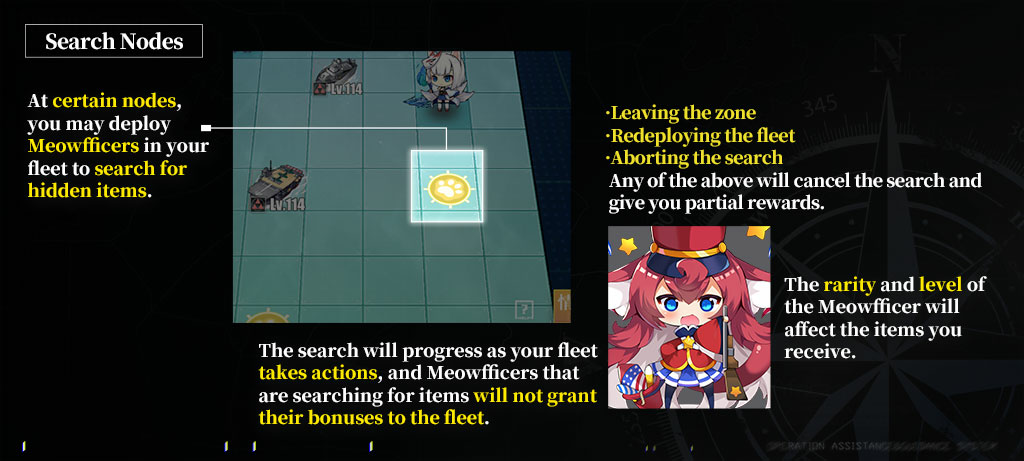 Search Nodes
At certain nodes,
you may deploy
Meowfficers in your
fleet to search for
hidden items.
Lv.114
Lv.114
?
The search will progress as your fleet
takes actions, and Meowfficers that
are searching for items will not grant
their bonuses to the fleet.
·Leaving the zone
·Redeploying the fleet
·Aborting the search
Any of the above will cancel the search and
give you partial rewards.
The rarity and level of
the Meowfficer will
affect the items you
receive.
N
345